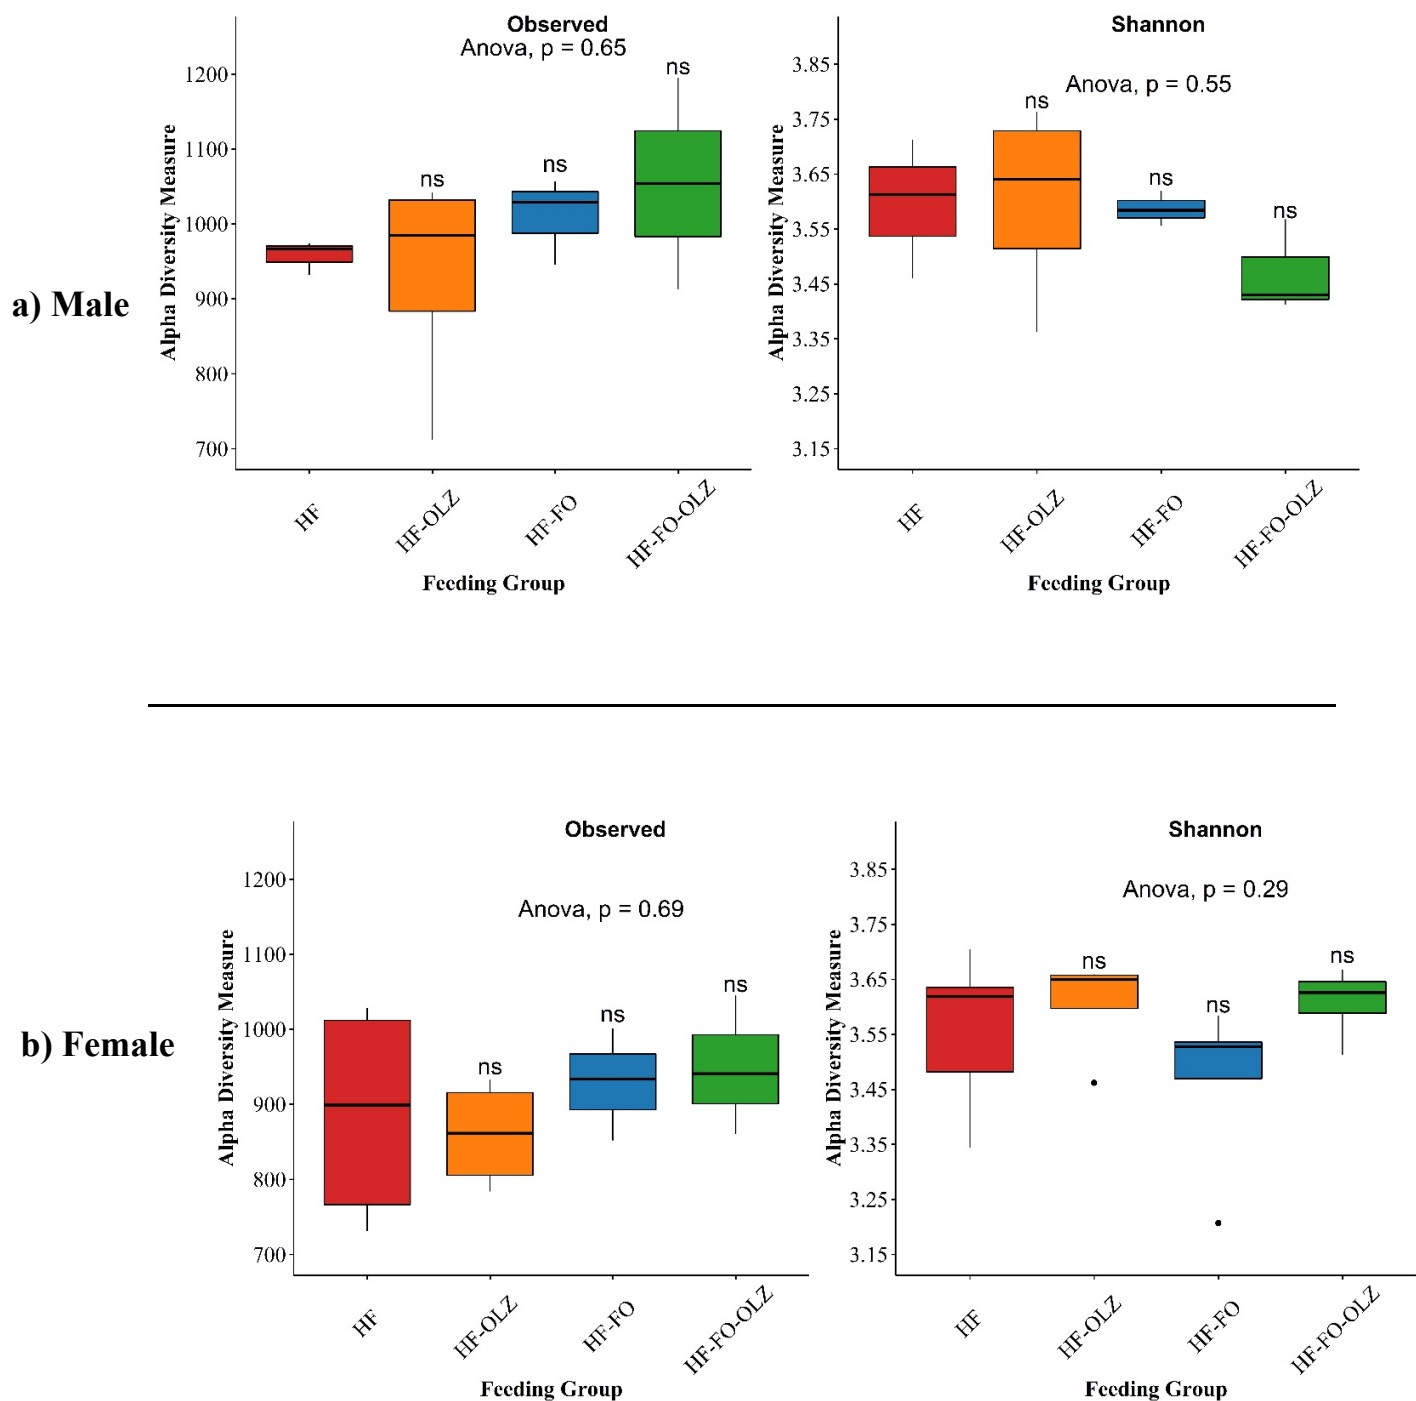 Observed
Anova, p = 0.65
ns
ns
ns
1200
1100
1000
900
800
700
Alpha Diversity Measure
HF
HF-OLZ
HF-FO
HF-FO-OLZ
Feeding Group
Shannon
Anova, p = 0.55
ns
ns
ns
3.85
3.75
3.65
3.55
3.45
3.35
3.25
3.15
Alpha Diversity Measure
HF
HF-OLZ
HF-FO
HF-FO-OLZ
Feeding Group
a) Male
Observed
Anova, p = 0.69
ns
ns
ns
1200
1100
1000
900
800
700
Alpha Diversity Measure
HF
HF-OLZ
HF-FO
HF-FO-OLZ
Feeding Group
Shannon
Anova, p = 0.29
ns
ns
ns
3.85
3.75
3.65
3.55
3.45
3.35
3.25
3.15
Alpha Diversity Measure
HF
HF-OLZ
HF-FO
HF-FO-OLZ
Feeding Group
b) Female